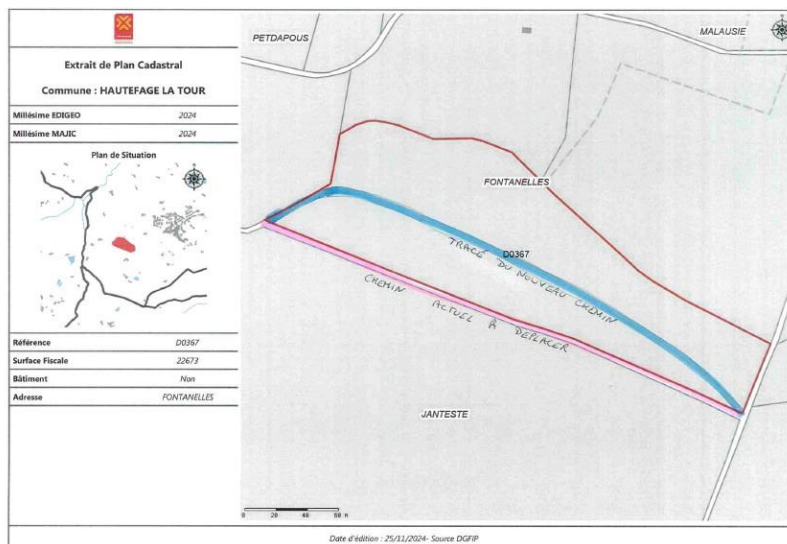 Extrait de Plan Cadastral
Commune : HAUTEFAGE LA TOUR
Millésime EDIGEO 2024
Millésime MAJIC 2024
Plan de Situation
Référence D0367
Surface Fiscale 22673
Bâtiment Non
Adresse FONTANELLES
PETDAPOUS
MALAUSIE
FONTANELLES
D0367
TRACÉ DU NOUVEAU CHEMIN
CHEMIN ACTUEL A DEPLACER
JANTESTE
0 20 40 60 m
Date d'édition : 25/11/2024- Source DGFIP